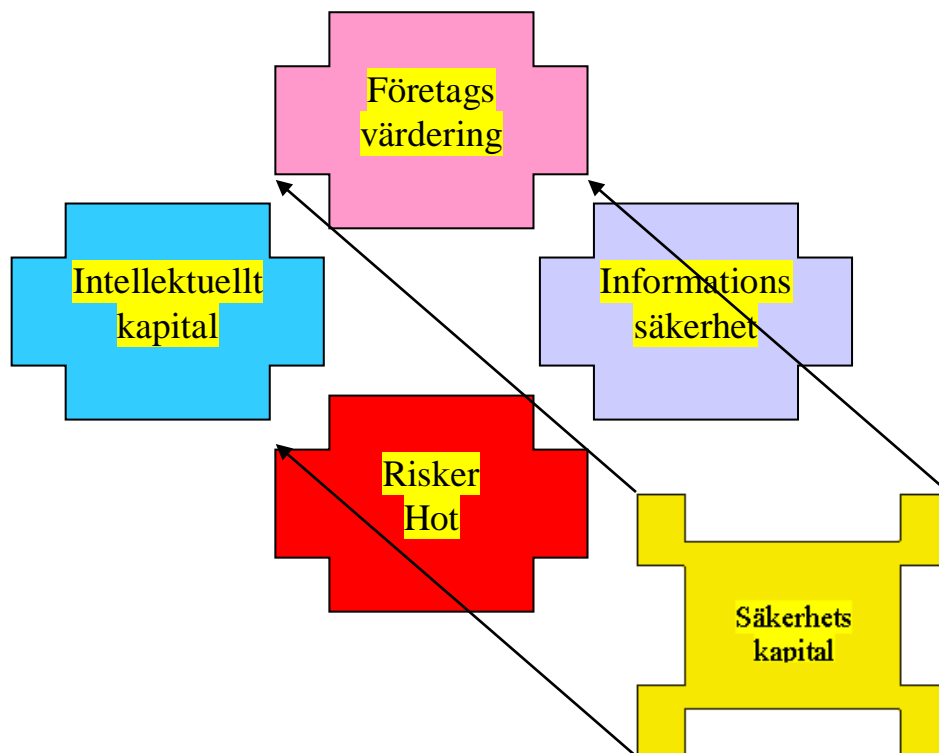 Företags
värdering
Intellektuellt
kapital
Informations
säkerhet
Risker
Hot
Säkerhets
kapital